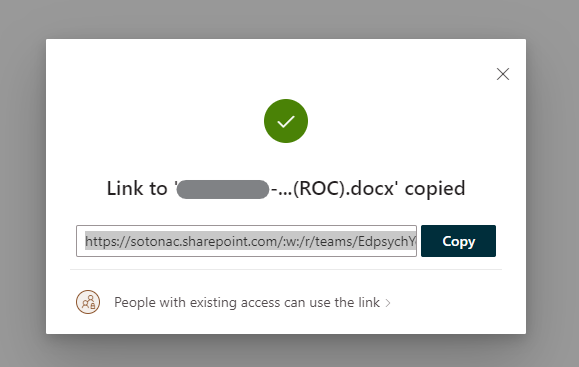 Link to '-...(ROC).docx' copied
https://sotonac.sharepoint.com/:w:/r/teams/EdpsychY
Copy
People with existing access can use the link